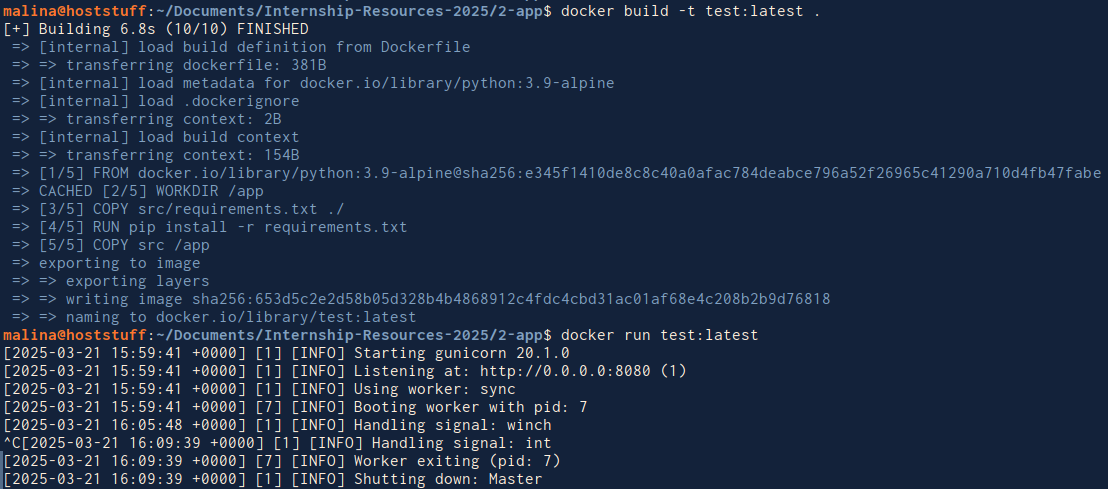 malina@hoststuff:~/Documents/Internship-Resources-2025/2-app$ docker build -t test:latest .
[+] Building 6.8s (10/10) FINISHED
=> [internal] load build definition from Dockerfile
=> => transferring dockerfile: 381B
=> [internal] load metadata for docker.io/library/python:3.9-alpine
=> [internal] load .dockerignore
=> => transferring context: 2B
=> [internal] load build context
=> => transferring context: 154B
=> [1/5] FROM docker.io/library/python:3.9-alpine@sha256:e345f1410de8c8c40a0afac784deabce796a52f26965c41290a710d4fb47fabe
=> CACHED [2/5] WORKDIR /app
=> [3/5] COPY src/requirements.txt ./
=> [4/5] RUN pip install -r requirements.txt
=> [5/5] COPY src /app
=> exporting to image
=> => exporting layers
=> => writing image sha256:653d5c2e2d58b05d328b4b4868912c4fdc4cbd31ac01af68e4c208b2b9d76818
=> => naming to docker.io/library/test:latest
malina@hoststuff:~/Documents/Internship-Resources-2025/2-app$ docker run test:latest
[2025-03-21 15:59:41 +0000] [1] [INFO] Starting gunicorn 20.1.0
[2025-03-21 15:59:41 +0000] [1] [INFO] Listening at: http://0.0.0.0:8080 (1)
[2025-03-21 15:59:41 +0000] [1] [INFO] Using worker: sync
[2025-03-21 15:59:41 +0000] [7] [INFO] Booting worker with pid: 7
[2025-03-21 16:05:48 +0000] [1] [INFO] Handling signal: winch
^C[2025-03-21 16:09:39 +0000] [1] [INFO] Handling signal: int
[2025-03-21 16:09:39 +0000] [7] [INFO] Worker exiting (pid: 7)
[2025-03-21 16:09:39 +0000] [1] [INFO] Shutting down: Master